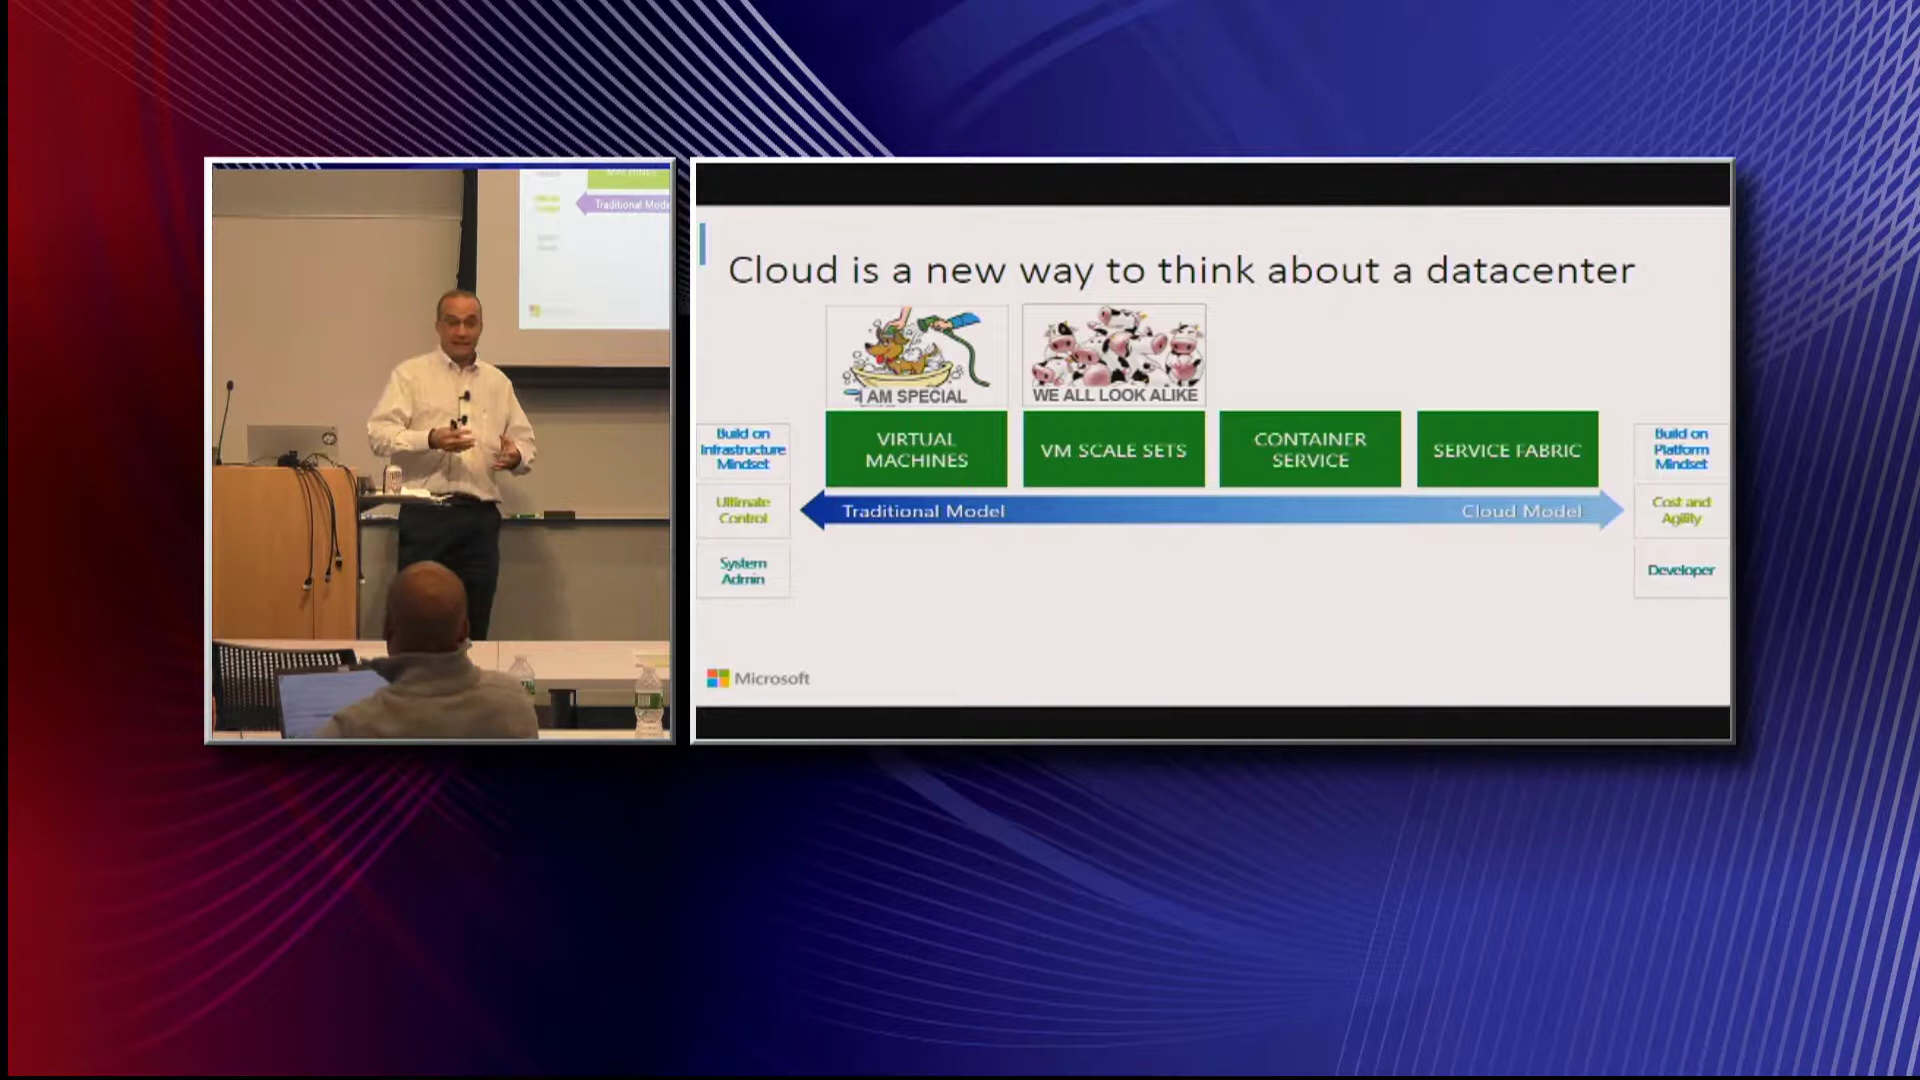 Traditional Mode
Cloud is a new way to think about a datacenter
I AM SPECIAL
WE ALL LOOK ALIKE
Build on
Infrastructure
Mindset
VIRTUAL
MACHINES
VM SCALE SETS
CONTAINER
SERVICE
SERVICE FABRIC
Build on
Platform
Mindset
Ultimate
Control
Traditional Model
Cloud Model
Cost and
Agility
System
Admin
Developer
Microsoft